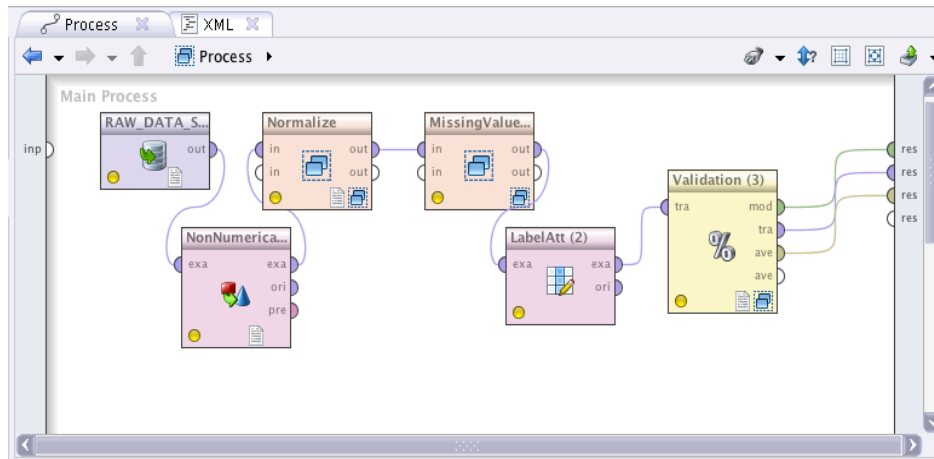 Process XML
Process
Main Process
inp
RAW_DATA_S...
out
Normalize
in out
in out
MissingValue...
in out
in out
NonNumerica...
exa exa
ori
pre
LabelAtt (2)
exa exa
ori
Validation (3)
tra mod
tra
%
ave
ave
res
res
res
res